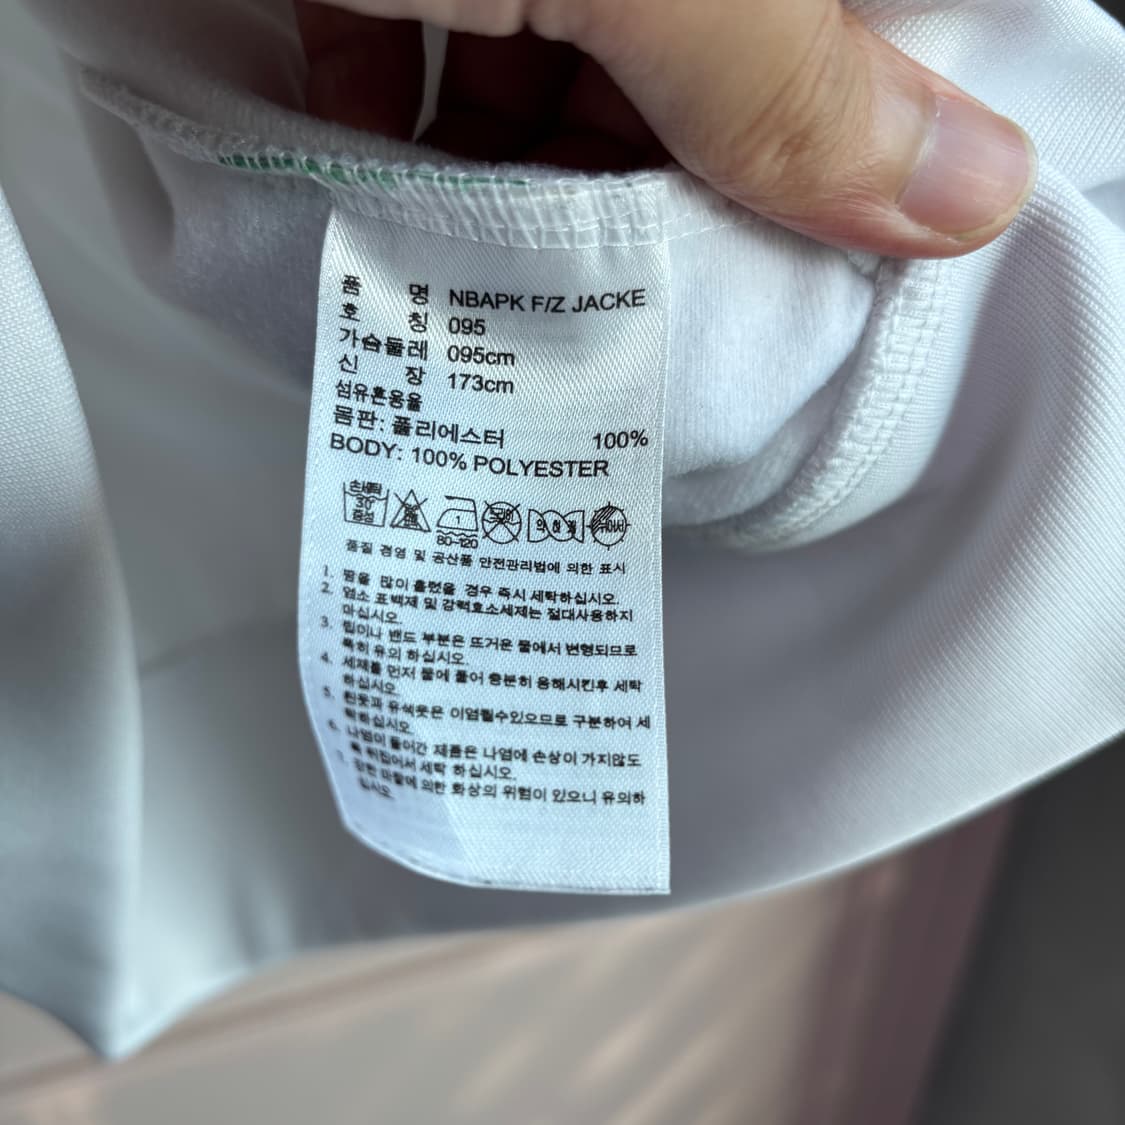 품 명 NBAPK F/Z JACKE
호 칭 095
가슴둘레 095cm
신 장 173cm
섬유혼용율
몸판: 폴리에스터 100%
BODY: 100% POLYESTER
손세탁
30°
중성
1
80~120
드라이
약하게
뉘어서
품질 경영 및 공산품 안전관리법에 의한 표시
1. 땀을 많이 흘렸을 경우 즉시 세탁하십시오.
2. 염소 표백제 및 강력효소세제는 절대사용하지
마십시오.
3. 밑이나 밴드 부분은 뜨거운 물에서 변형되므로
특히 유의 하십시오.
4. 세제를 먼저 물에 풀어 충분히 용해시킨후 세탁
하십시오.
5. 흰옷과 유색옷은 이염될수있으므로 구분하여 세
탁하십시오.
6. 나염이 들어간 제품은 나염에 손상이 가지않도
록 뒤집어서 세탁 하십시오.
7. 강한 마찰에 의한 화상의 위험이 있으니 유의하
십시오.